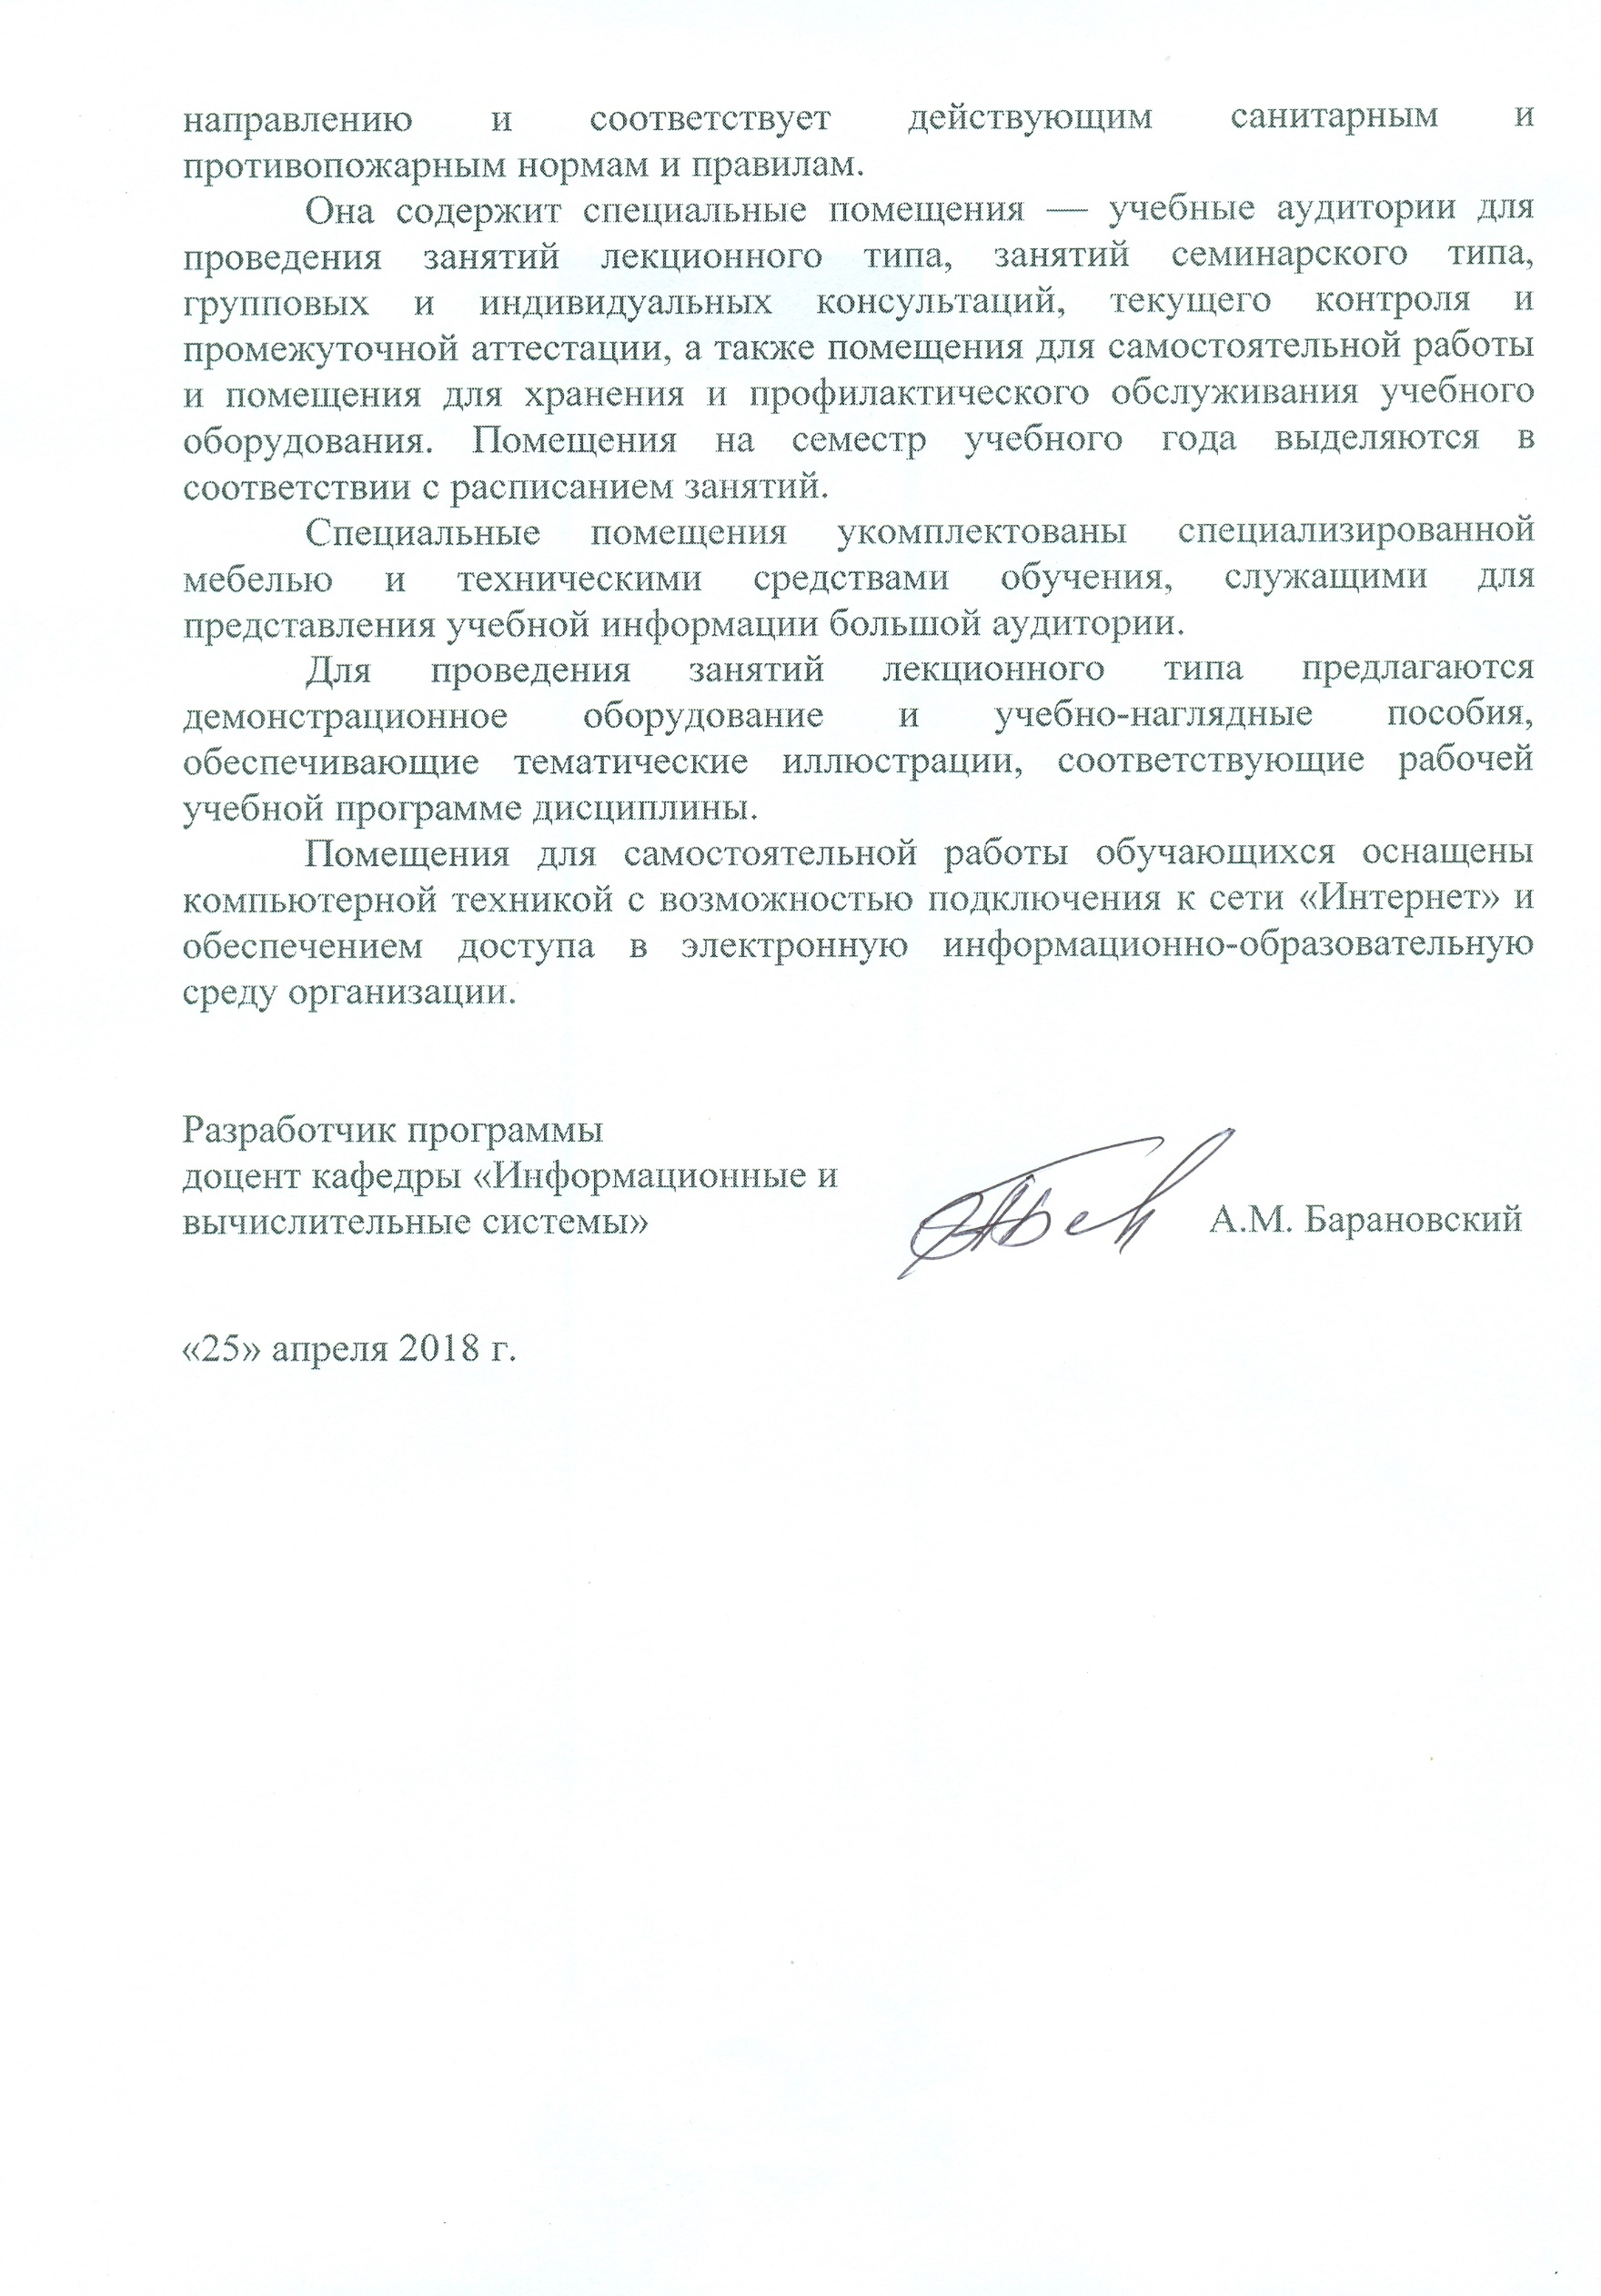 направлению и соответствует действующим санитарным и
противопожарным нормам и правилам.
Она содержит специальные помещения — учебные аудитории для
проведения занятий лекционного типа, занятий семинарского типа,
групповых и индивидуальных консультаций, текущего контроля и
промежуточной аттестации, а также помещения для самостоятельной работы
и помещения для хранения и профилактического обслуживания учебного
оборудования. Помещения на семестр учебного года выделяются в
соответствии с расписанием занятий.
Специальные помещения укомплектованы специализированной
мебелью и техническими средствами обучения, служащими для
представления учебной информации большой аудитории.
Для проведения занятий лекционного типа предлагаются
демонстрационное оборудование и учебно-наглядные пособия,
обеспечивающие тематические иллюстрации, соответствующие рабочей
учебной программе дисциплины.
Помещения для самостоятельной работы обучающихся оснащены
компьютерной техникой с возможностью подключения к сети «Интернет» и
обеспечением доступа в электронную информационно-образовательную
среду организации.
Разработчик программы
доцент кафедры «Информационные и
вычислительные системы» А.М. Барановский
«25» апреля 2018 г.